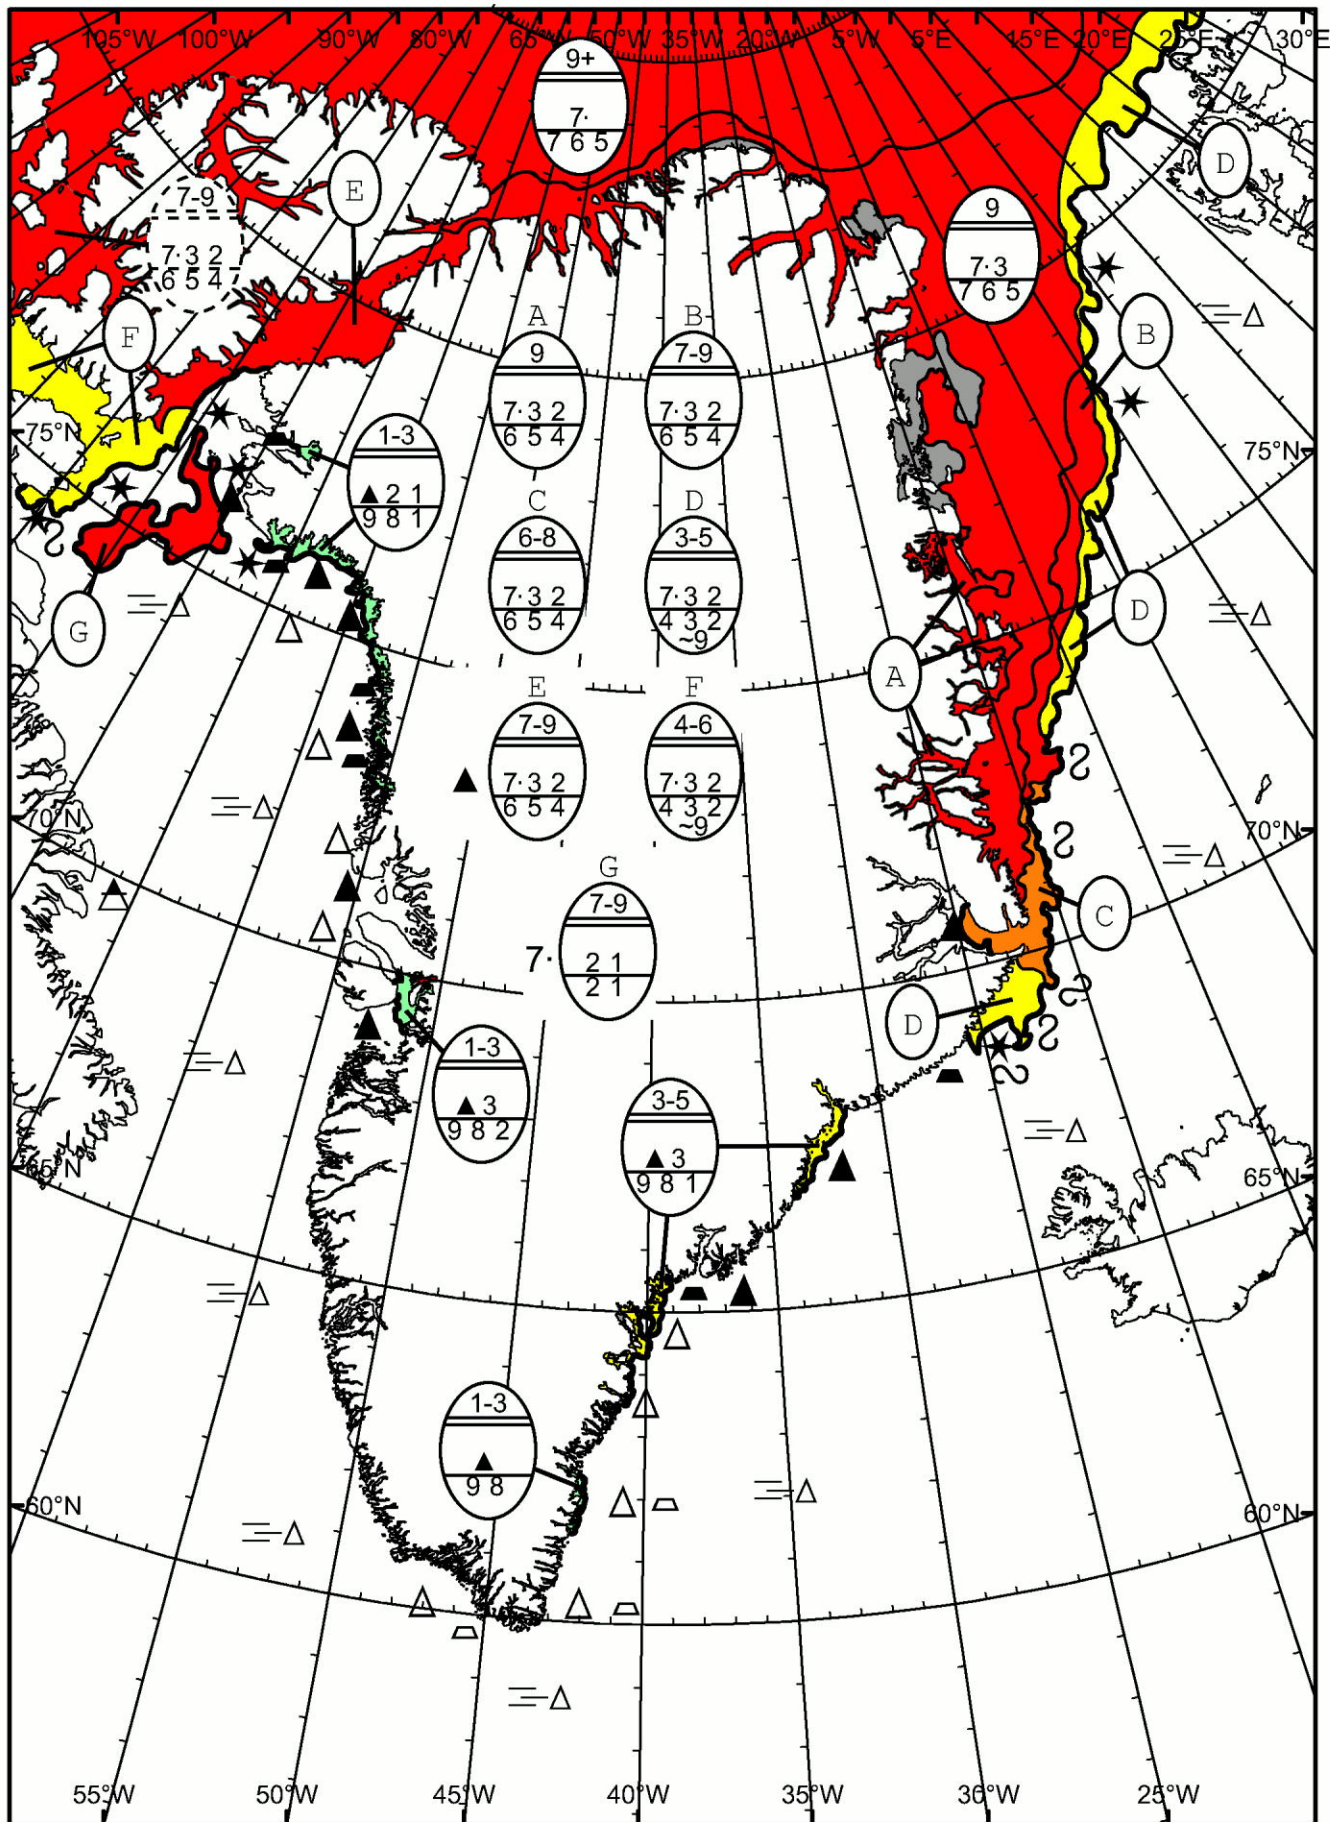 105°W 100°W 90°W 80°W 65°W 50°W 35°W 20°W 5°W 5°E 15°E 20°E 25°E 30°E
9+
7·
7 6 5
D
E
7-9
7·3 2
6 5 4
9
7·3
7 6 5
F
B
A
9
7·3 2
6 5 4
B
7-9
7·3 2
6 5 4
75°N
75°N
1-3
▲ 2 1
9 8 1
C
6-8
7·3 2
6 5 4
D
3-5
7·3 2
4 3 2
~9
G
D
A
E
7-9
7·3 2
6 5 4
F
4-6
7·3 2
4 3 2
~9
70°N
70°N
G
7-9
7· 2 1
2 1
C
D
1-3
▲ 3
9 8 2
3-5
▲ 3
9 8 1
65°N
65°N
1-3
▲
9 8
60°N
60°N
55°W 50°W 45°W 40°W 35°W 30°W 25°W